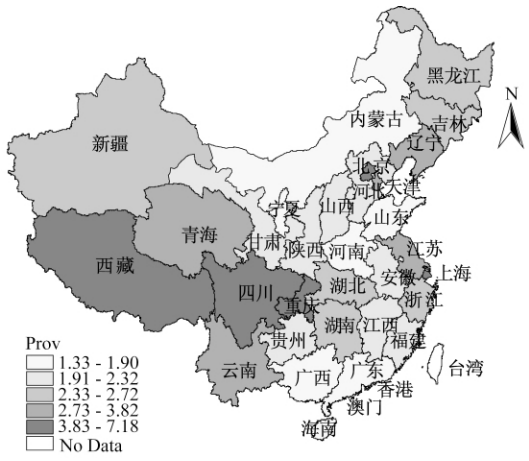 黑龙江
N
内蒙古
吉林
辽宁
新疆
北京
河北
天津
宁夏
山西
山东
青海
甘肃
陕西
河南
江苏
西藏
安徽
上海
四川
湖北
重庆
浙江
湖南
江西
贵州
福建
云南
台湾
广西
广东
香港
澳门
海南
Prov
1.33 - 1.90
1.91 - 2.32
2.33 - 2.72
2.73 - 3.82
3.83 - 7.18
No Data